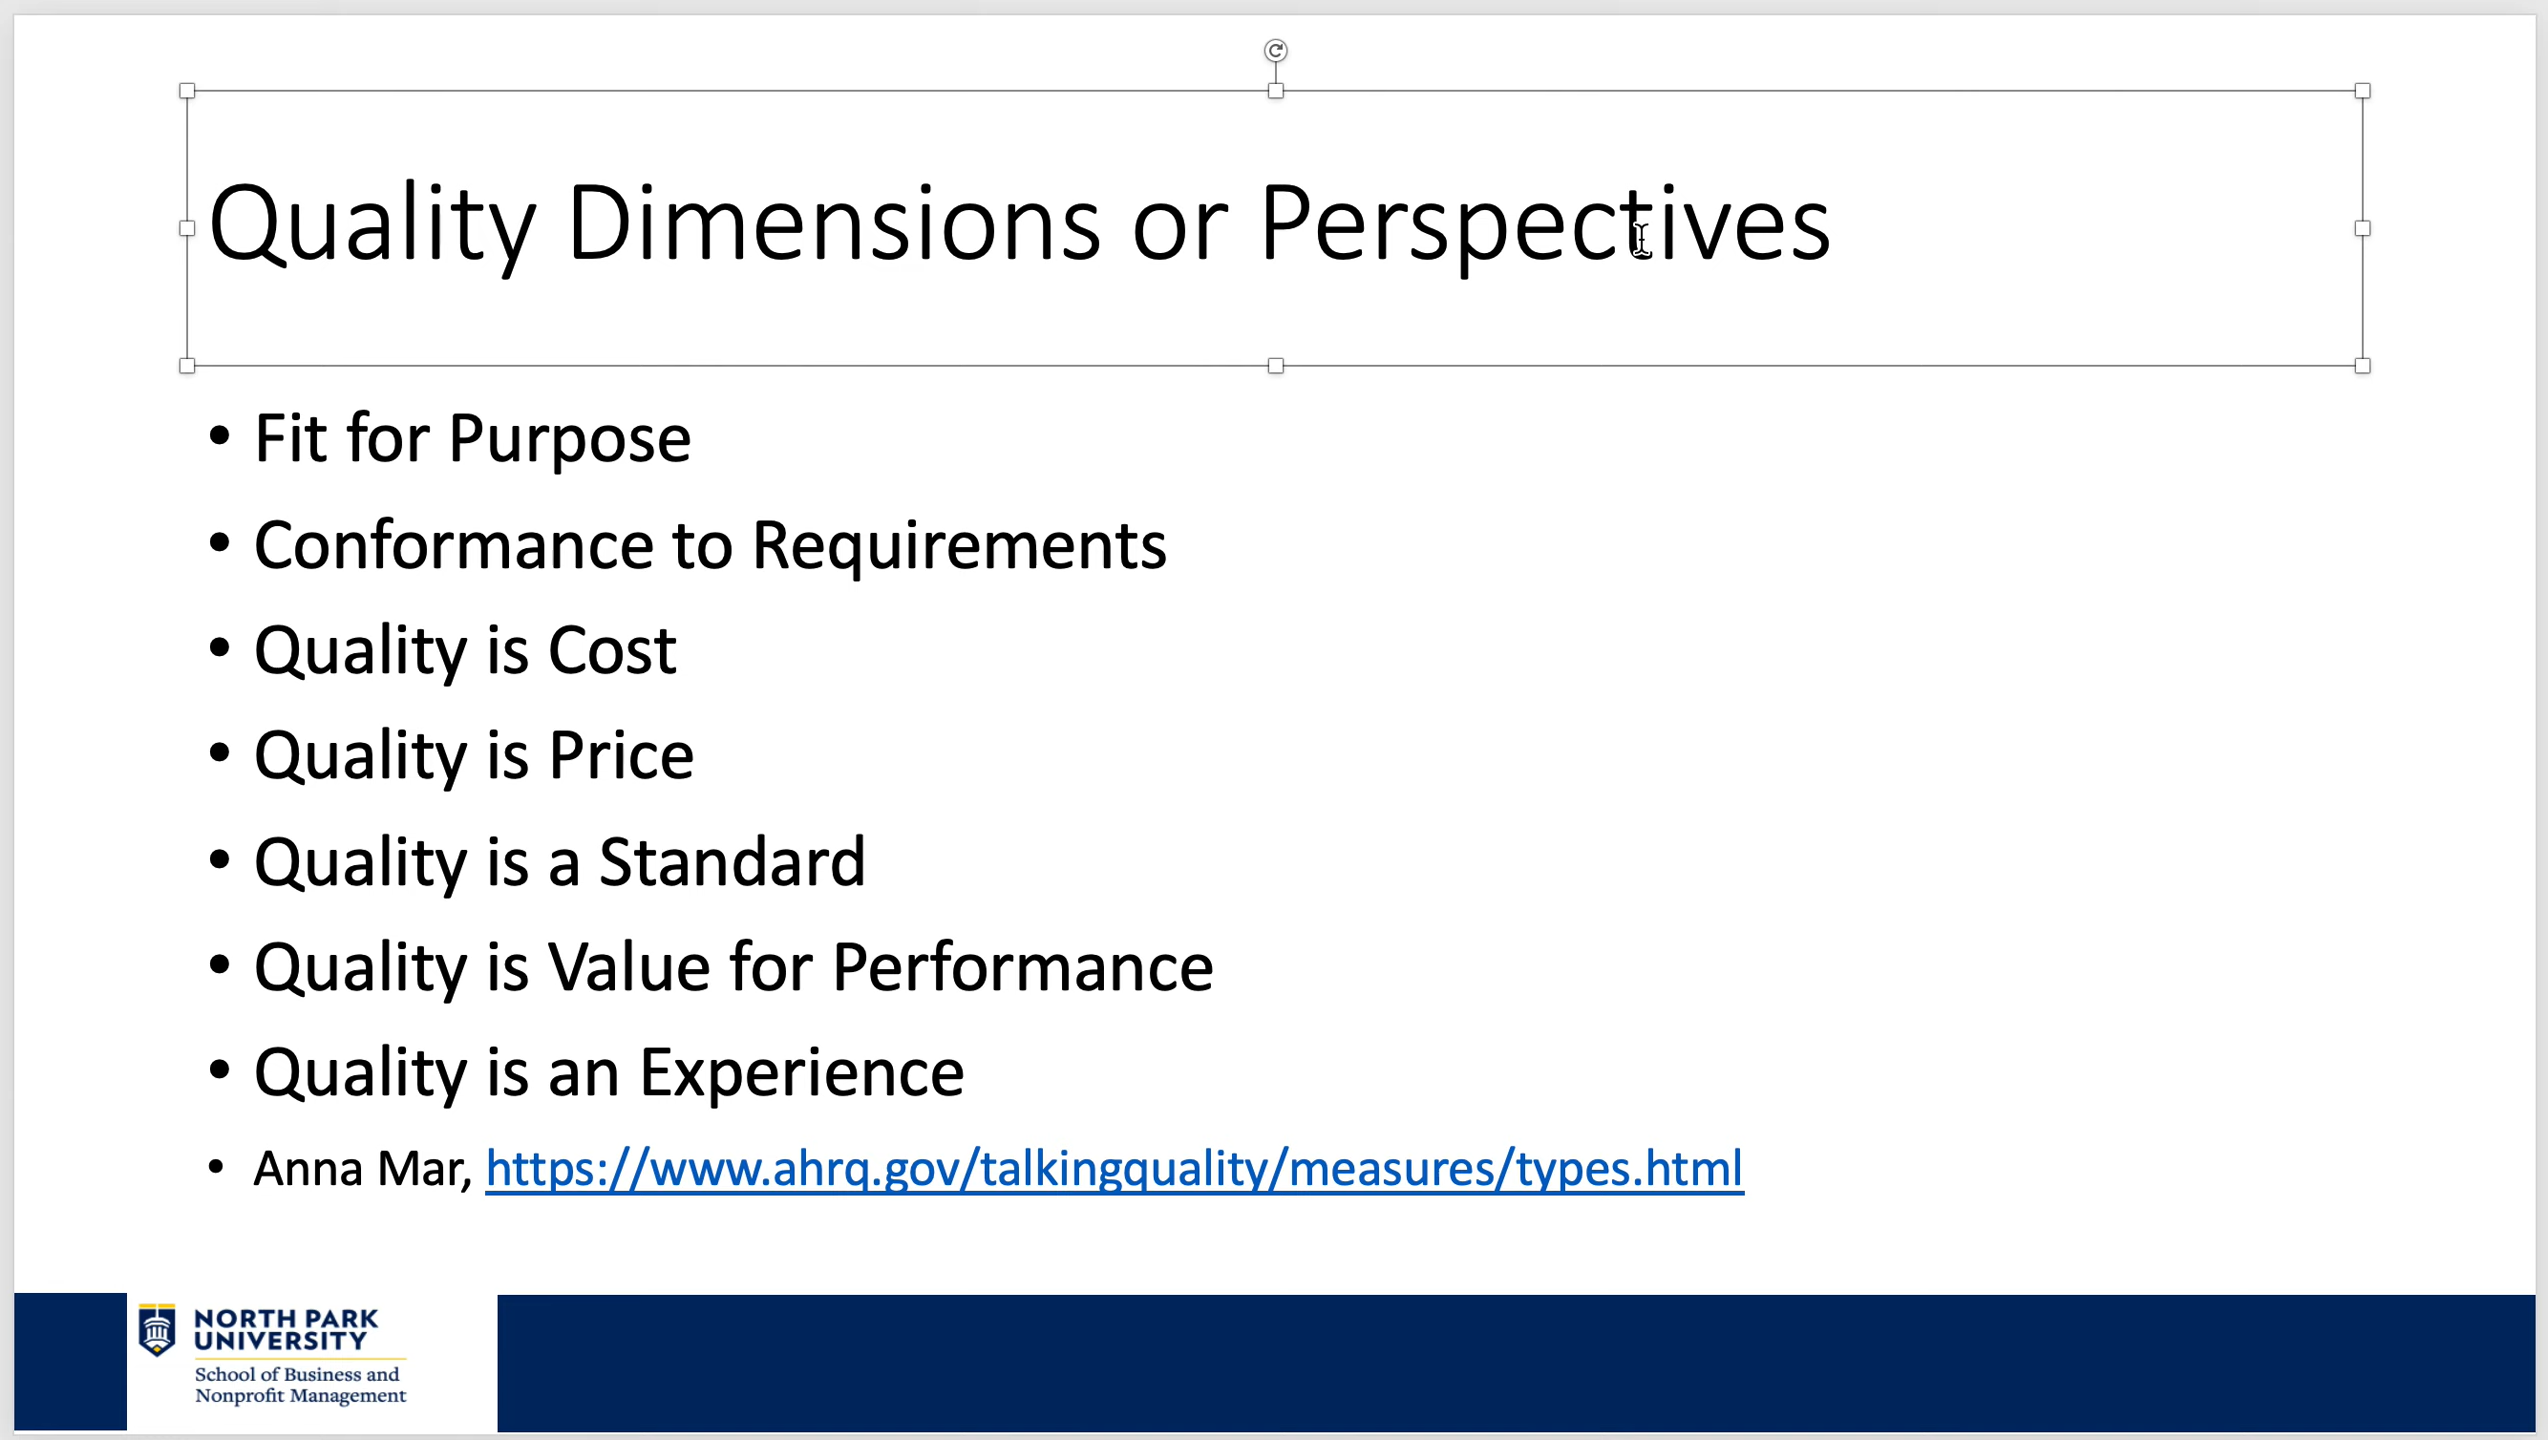 Quality Dimensions or Perspectives
• Fit for Purpose
• Conformance to Requirements
• Quality is Cost
• Quality is Price
• Quality is a Standard
• Quality is Value for Performance
• Quality is an Experience
• Anna Mar, https://www.ahrq.gov/talkingquality/measures/types.html
NORTH PARK
UNIVERSITY
School of Business and
Nonprofit Management